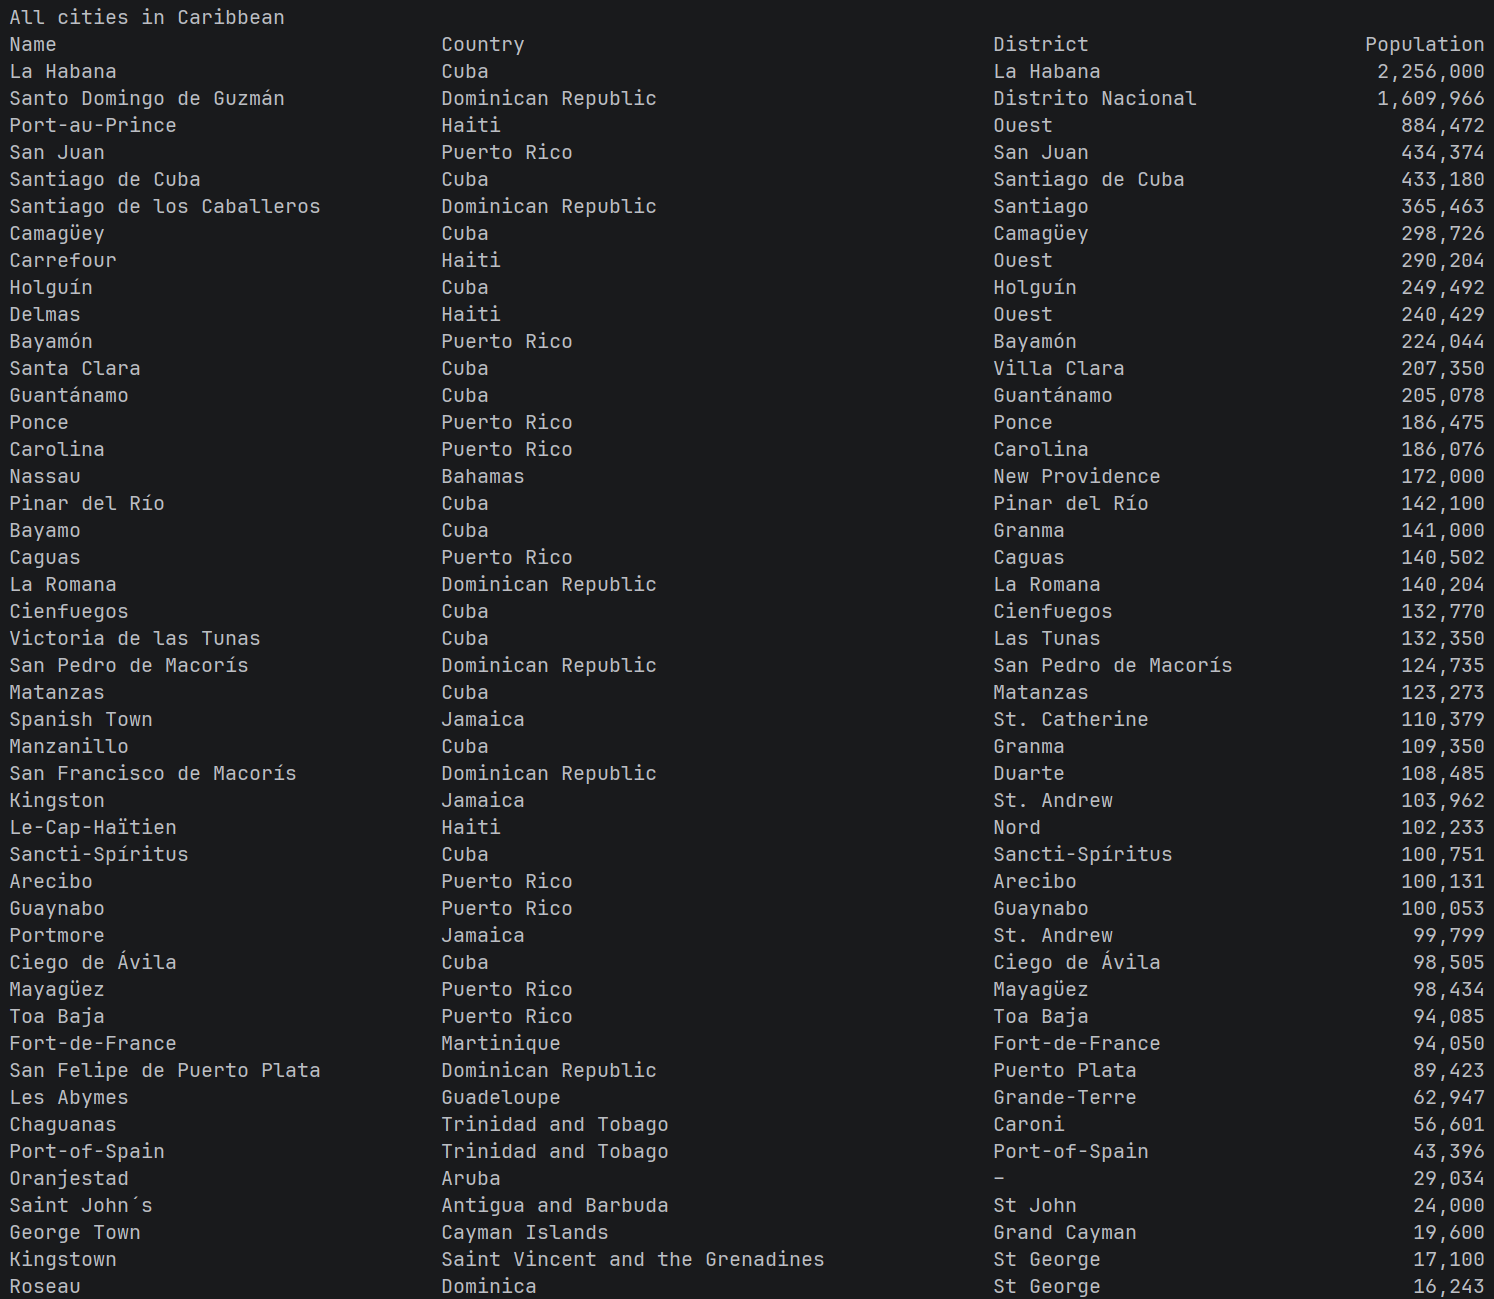 All cities in Caribbean
Name Country District Population
La Habana Cuba La Habana 2,256,000
Santo Domingo de Guzmán Dominican Republic Distrito Nacional 1,609,966
Port-au-Prince Haiti Ouest 884,472
San Juan Puerto Rico San Juan 434,374
Santiago de Cuba Cuba Santiago de Cuba 433,180
Santiago de los Caballeros Dominican Republic Santiago 365,463
Camagüey Cuba Camagüey 298,726
Carrefour Haiti Ouest 290,204
Holguín Cuba Holguín 249,492
Delmas Haiti Ouest 240,429
Bayamón Puerto Rico Bayamón 224,044
Santa Clara Cuba Villa Clara 207,350
Guantánamo Cuba Guantánamo 205,078
Ponce Puerto Rico Ponce 186,475
Carolina Puerto Rico Carolina 186,076
Nassau Bahamas New Providence 172,000
Pinar del Río Cuba Pinar del Río 142,100
Bayamo Cuba Granma 141,000
Caguas Puerto Rico Caguas 140,502
La Romana Dominican Republic La Romana 140,204
Cienfuegos Cuba Cienfuegos 132,770
Victoria de las Tunas Cuba Las Tunas 132,350
San Pedro de Macorís Dominican Republic San Pedro de Macorís 124,735
Matanzas Cuba Matanzas 123,273
Spanish Town Jamaica St. Catherine 110,379
Manzanillo Cuba Granma 109,350
San Francisco de Macorís Dominican Republic Duarte 108,485
Kingston Jamaica St. Andrew 103,962
Le-Cap-Haïtien Haiti Nord 102,233
Sancti-Spíritus Cuba Sancti-Spíritus 100,751
Arecibo Puerto Rico Arecibo 100,131
Guaynabo Puerto Rico Guaynabo 100,053
Portmore Jamaica St. Andrew 99,799
Ciego de Ávila Cuba Ciego de Ávila 98,505
Mayagüez Puerto Rico Mayagüez 98,434
Toa Baja Puerto Rico Toa Baja 94,085
Fort-de-France Martinique Fort-de-France 94,050
San Felipe de Puerto Plata Dominican Republic Puerto Plata 89,423
Les Abymes Guadeloupe Grande-Terre 62,947
Chaguanas Trinidad and Tobago Caroni 56,601
Port-of-Spain Trinidad and Tobago Port-of-Spain 43,396
Oranjestad Aruba – 29,034
Saint John´s Antigua and Barbuda St John 24,000
George Town Cayman Islands Grand Cayman 19,600
Kingstown Saint Vincent and the Grenadines St George 17,100
Roseau Dominica St George 16,243